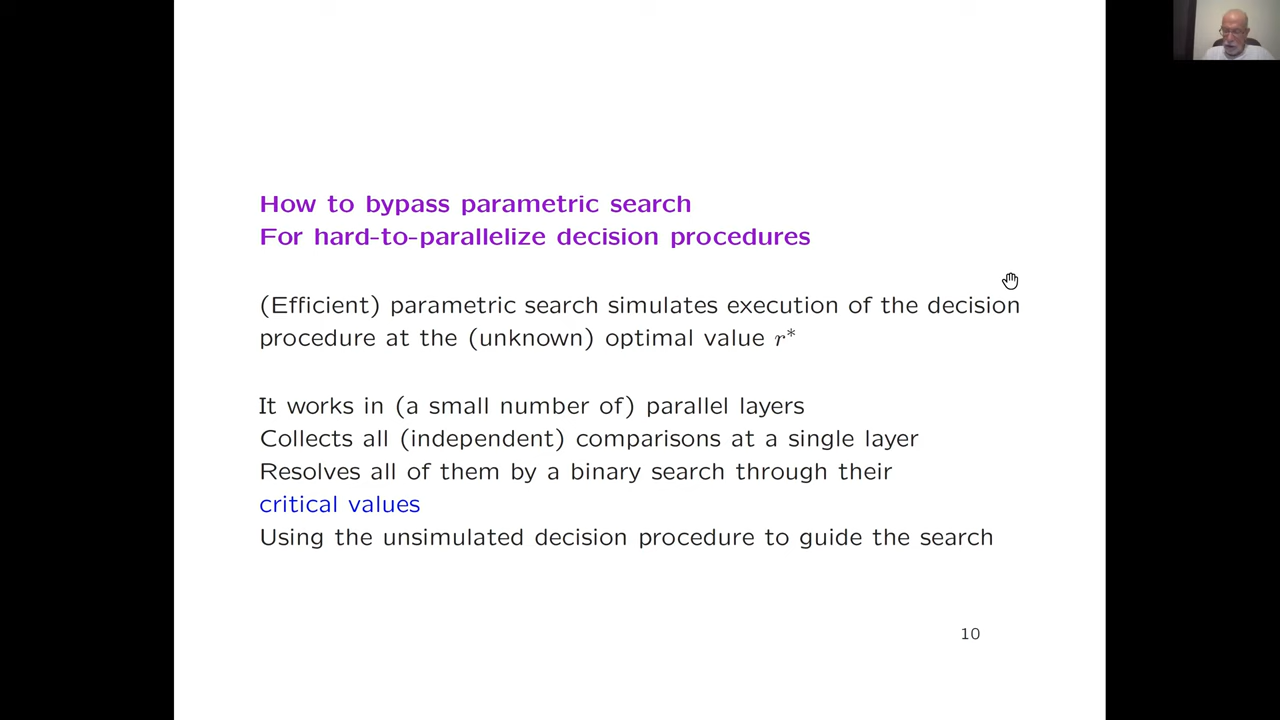 How to bypass parametric search
For hard-to-parallelize decision procedures
(Efficient) parametric search simulates execution of the decision
procedure at the (unknown) optimal value r*
It works in (a small number of) parallel layers
Collects all (independent) comparisons at a single layer
Resolves all of them by a binary search through their
critical values
Using the unsimulated decision procedure to guide the search
10